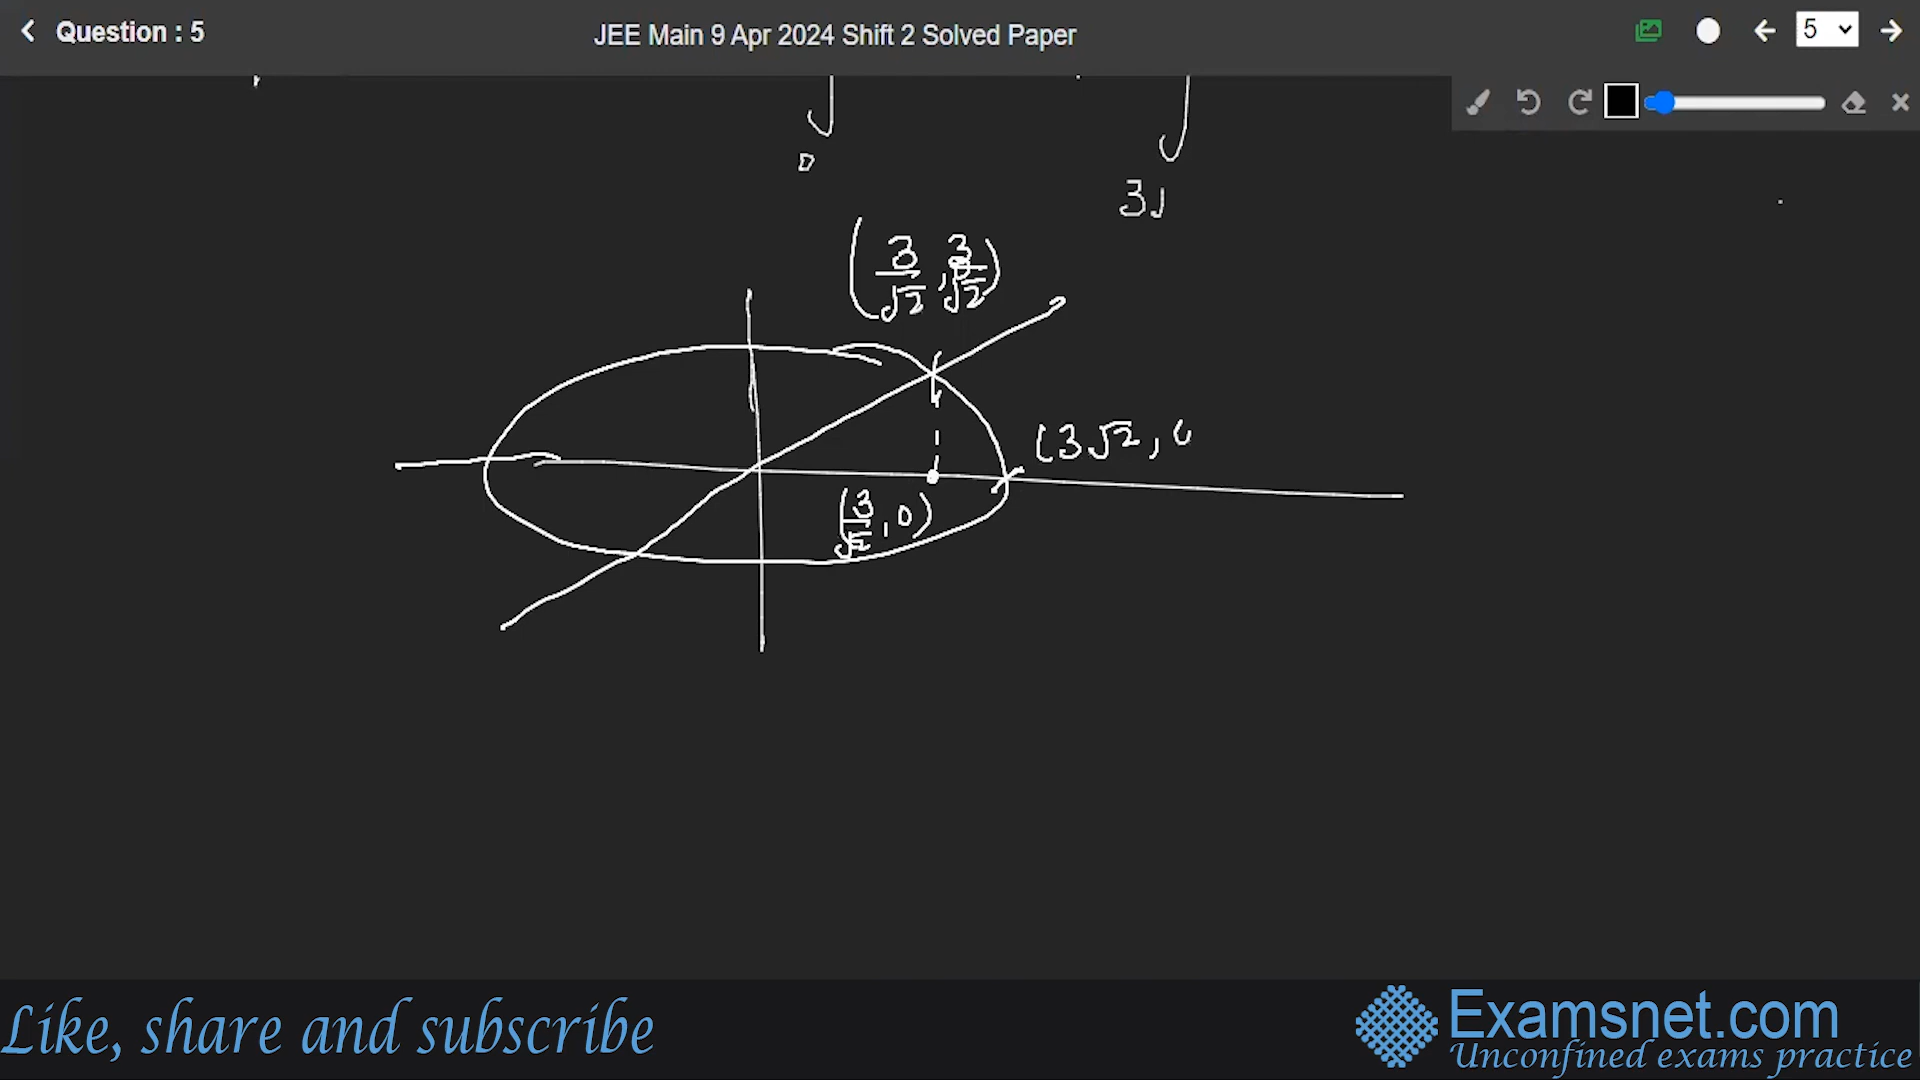 Question : 5
JEE Main 9 Apr 2024 Shift 2 Solved Paper
5
0
3
(3/√2, 3/√2)
(3√2, 0
(3/√2, 0)
Like, share and subscribe
Examsnet.com
Unconfined exams practice